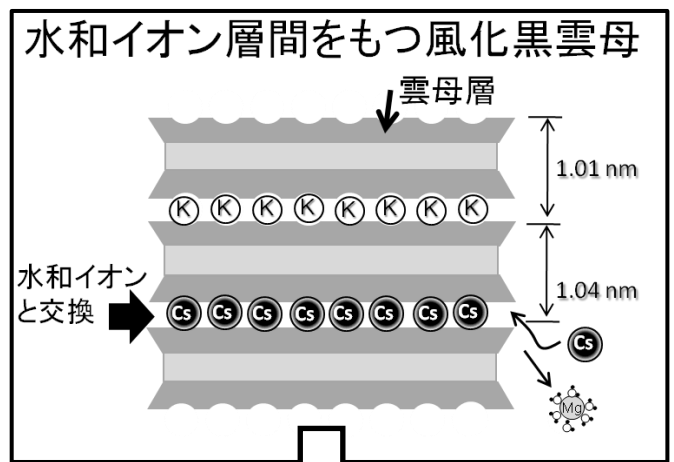 水和イオン層間をもつ風化黒雲母
雲母層
1.01 nm
K K K K K K K K
水和イオン
と交換
1.04 nm
Cs Cs Cs Cs Cs Cs Cs Cs
Cs
Mg